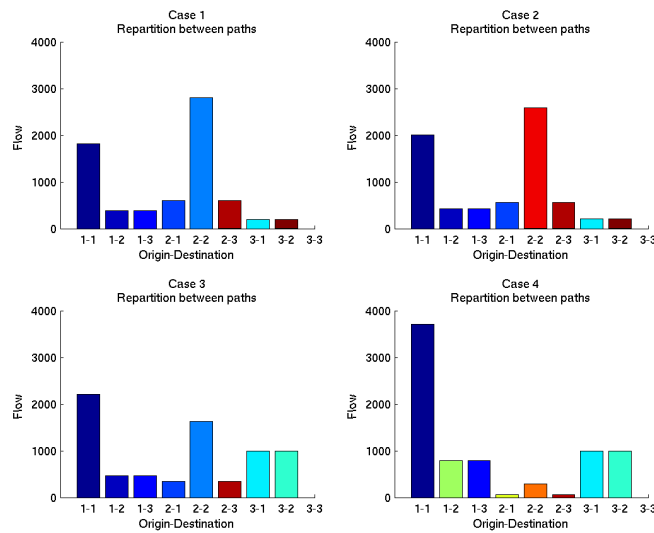 Case 1
Repartition between paths
4000
3000
2000
1000
0
Flow
1-1 1-2 1-3 2-1 2-2 2-3 3-1 3-2 3-3
Origin-Destination
Case 2
Repartition between paths
4000
3000
2000
1000
0
Flow
1-1 1-2 1-3 2-1 2-2 2-3 3-1 3-2 3-3
Origin-Destination
Case 3
Repartition between paths
4000
3000
2000
1000
0
Flow
1-1 1-2 1-3 2-1 2-2 2-3 3-1 3-2 3-3
Origin-Destination
Case 4
Repartition between paths
4000
3000
2000
1000
0
Flow
1-1 1-2 1-3 2-1 2-2 2-3 3-1 3-2 3-3
Origin-Destination